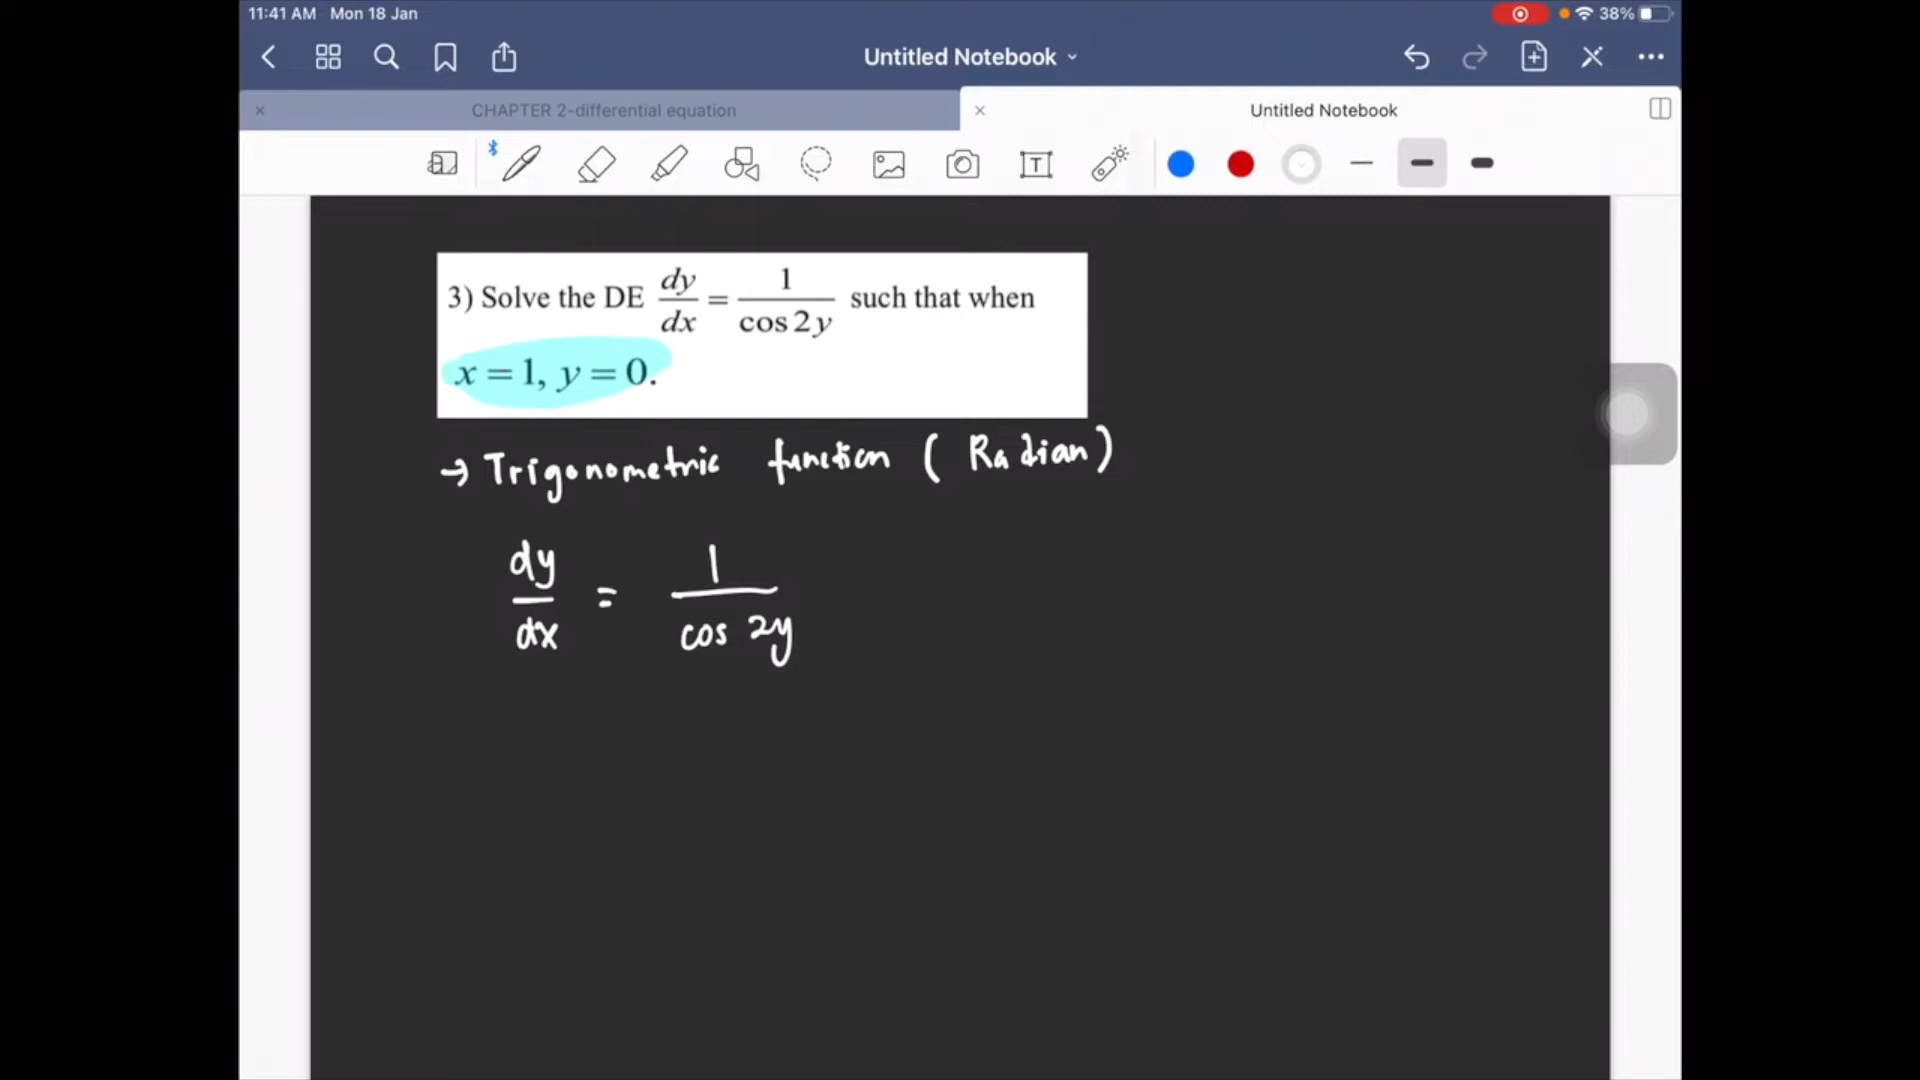 11:41 AM Mon 18 Jan 38%
Untitled Notebook
CHAPTER 2-differential equation
Untitled Notebook
a T
3) Solve the DE dy/dx = 1/cos 2y such that when
x = 1, y = 0.
→ Trigonometric function ( Radian )
dy/dx = 1/cos 2y